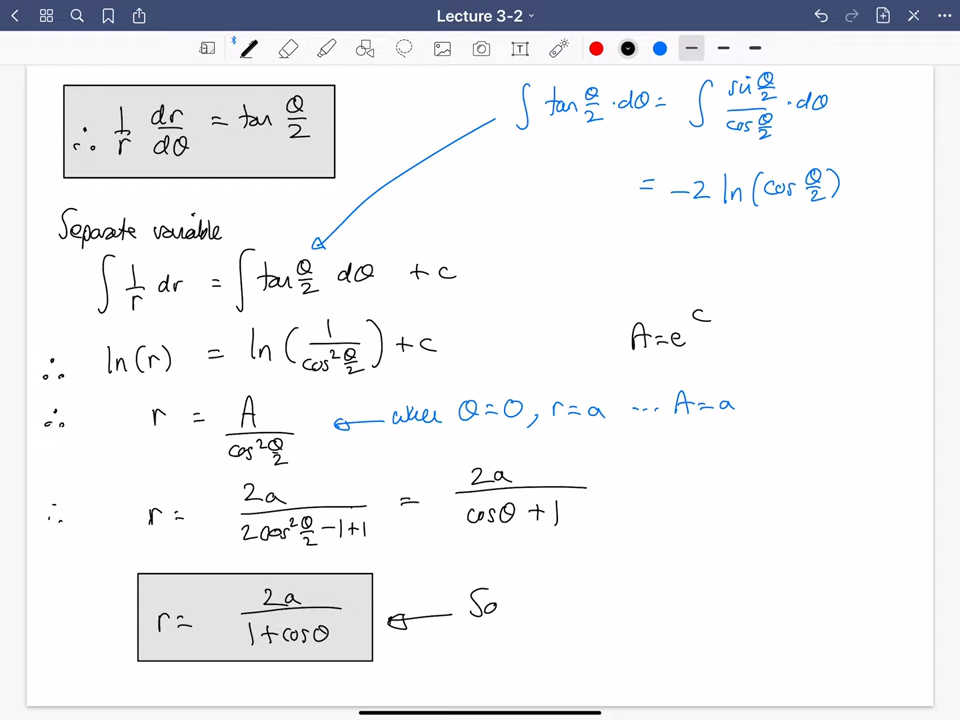 Lecture 3-2
∴ 1/r dr/dθ = tan θ/2
∫ tan θ/2 · dθ = ∫ sin θ/2 / cos θ/2 · dθ
= -2 ln(cos θ/2)
Separate variable
∫ 1/r dr = ∫ tan θ/2 dθ + c
∴ ln(r) = ln(1/cos² θ/2) + c
A = e^c
∴ r = A / cos² θ/2
when θ = 0, r = a ... A = a
∴ r = 2a / 2cos² θ/2 - 1 + 1 = 2a / cosθ + 1
r = 2a / 1 + cosθ
So